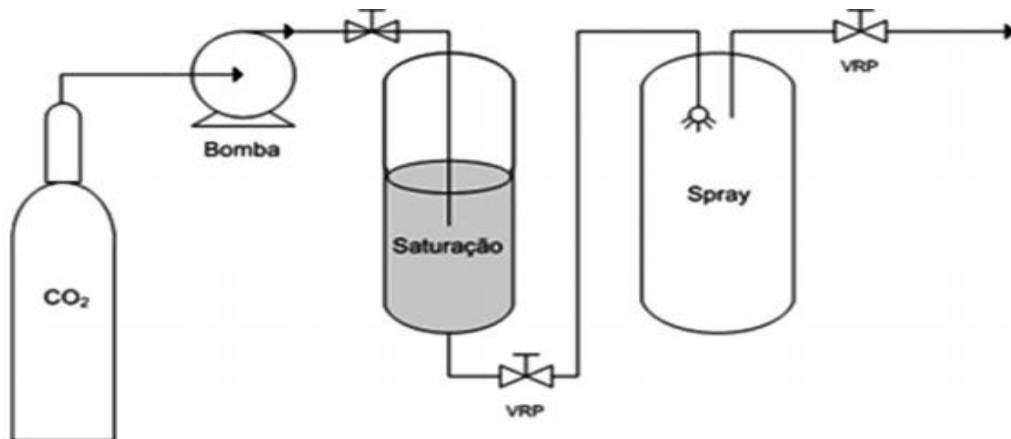 Bomba
VRP
Spray
Saturação
CO₂
VRP